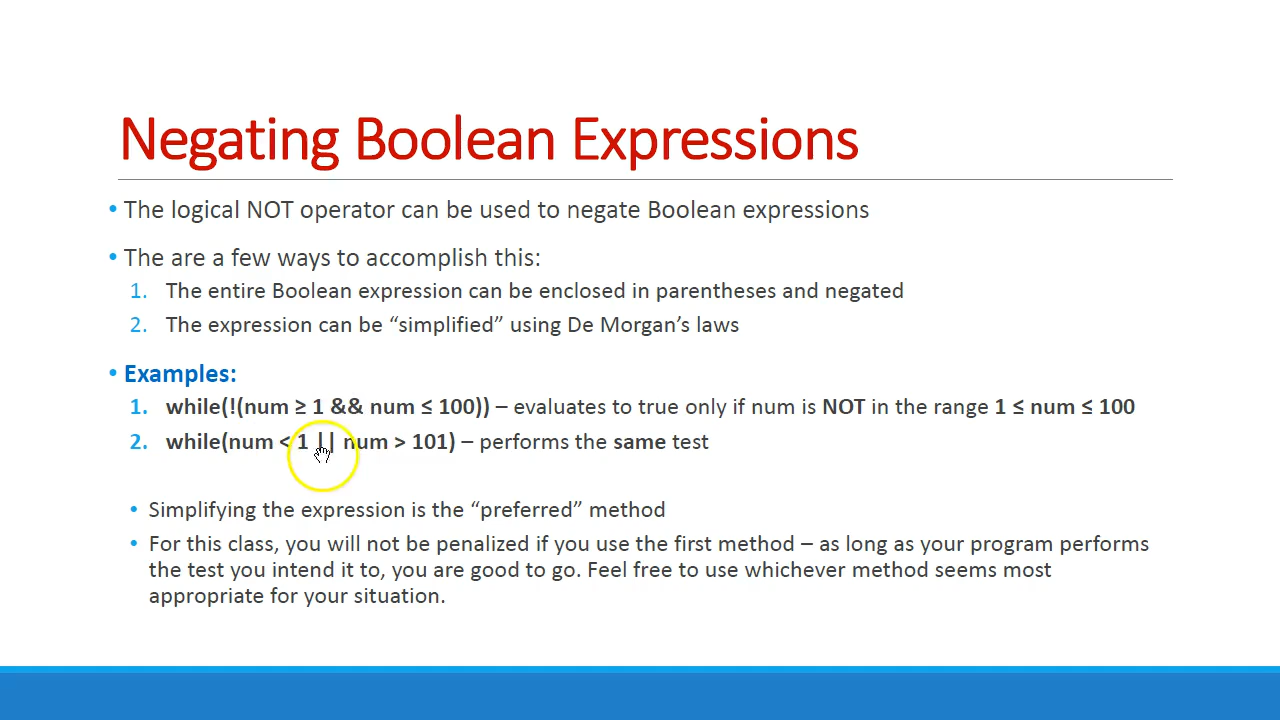 Negating Boolean Expressions
• The logical NOT operator can be used to negate Boolean expressions
• The are a few ways to accomplish this:
1. The entire Boolean expression can be enclosed in parentheses and negated
2. The expression can be “simplified” using De Morgan’s laws
• Examples:
1. while(!(num ≥ 1 && num ≤ 100)) – evaluates to true only if num is NOT in the range 1 ≤ num ≤ 100
2. while(num < 1 || num > 101) – performs the same test
• Simplifying the expression is the “preferred” method
• For this class, you will not be penalized if you use the first method – as long as your program performs
the test you intend it to, you are good to go. Feel free to use whichever method seems most
appropriate for your situation.